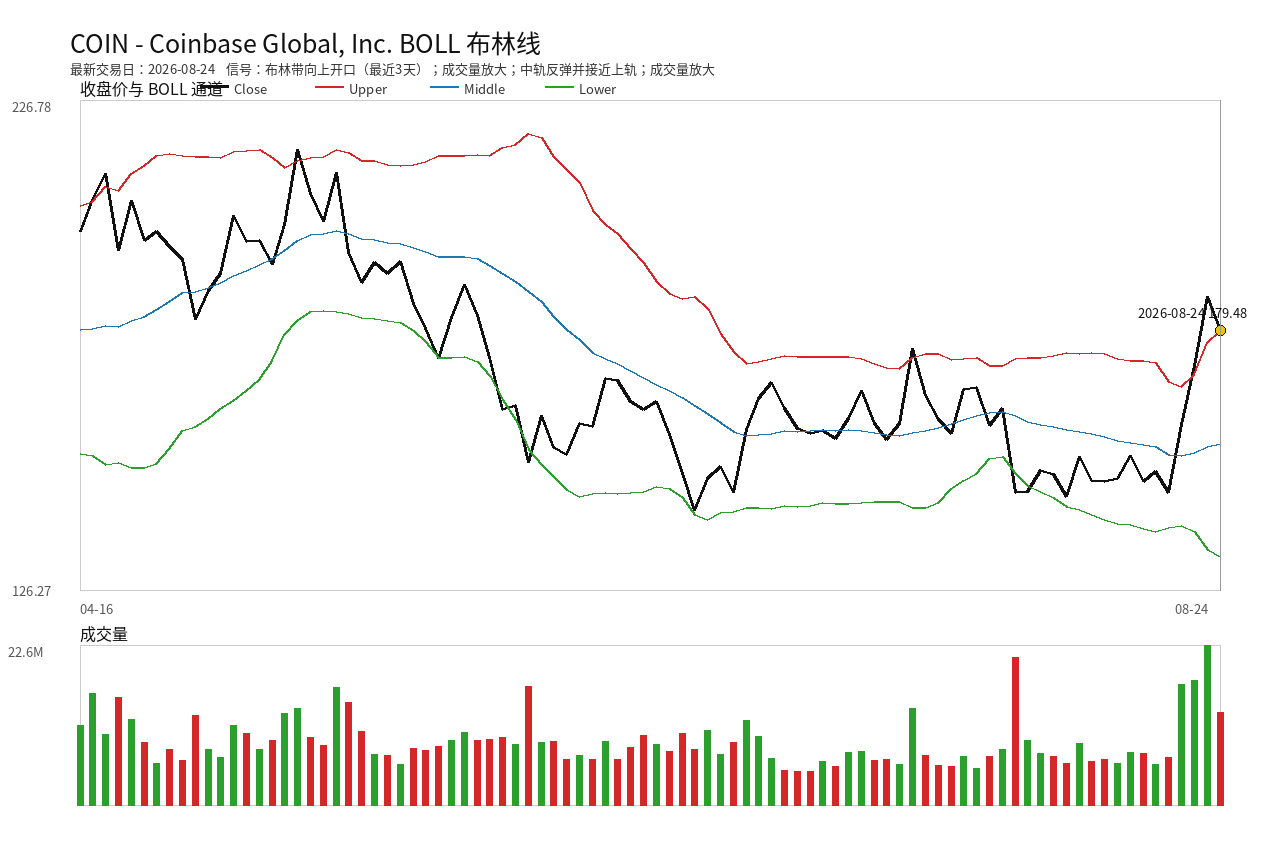 COIN - Coinbase Global, Inc. BOLL 布林线
最新交易日：2026-08-24 信号：布林带向上开口（最近3天）；成交量放大；中轨反弹并接近上轨；成交量放大
收盘价与 BOLL 通道 Close Upper Middle Lower
226.78
2026-08-24 179.48
126.27
04-16 08-24
成交量
22.6M